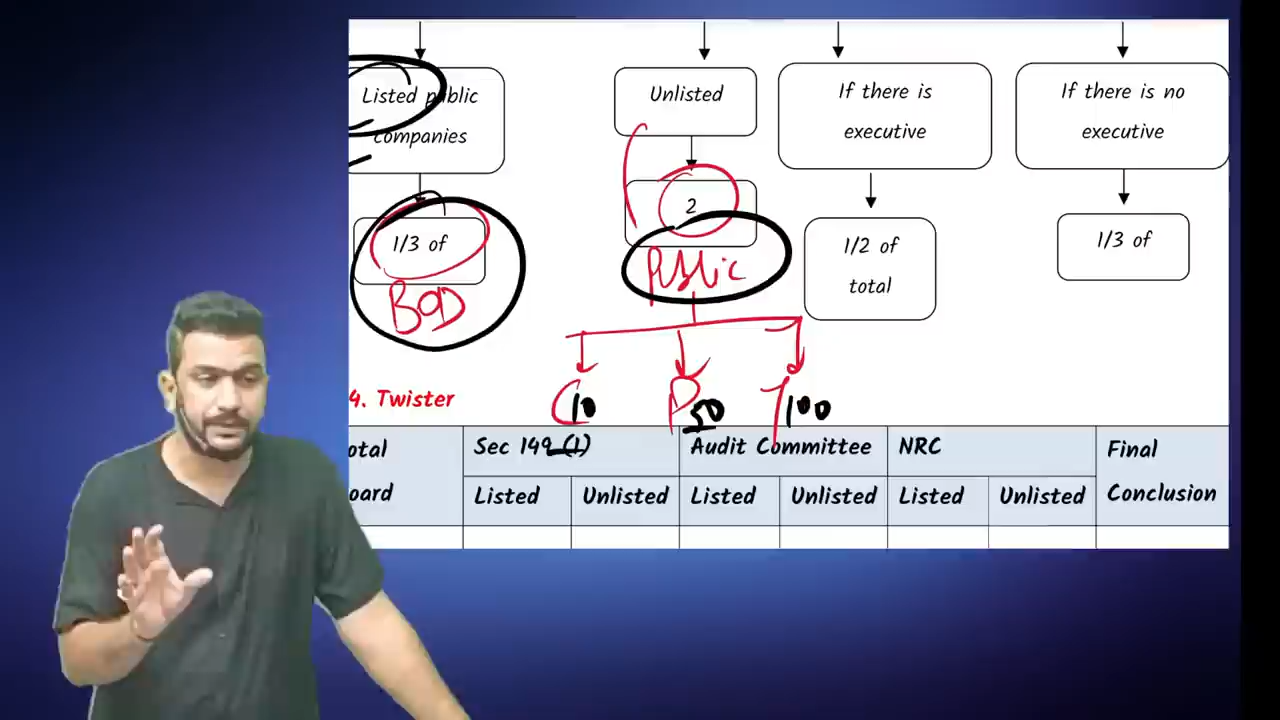 Listed public
companies
Unlisted
If there is
executive
If there is no
executive
1/3 of
BOD
2
Public
1/2 of
total
1/3 of
C 10
P 50
T 100
4. Twister
otal
oard
Sec 149 (1)
Audit Committee
NRC
Final
Conclusion
Listed
Unlisted
Listed
Unlisted
Listed
Unlisted